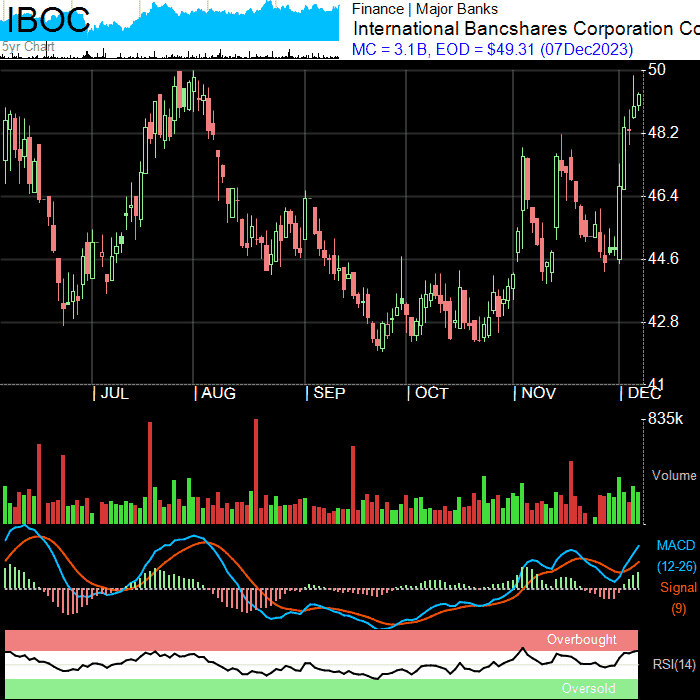 IBOC
5yr Chart
Finance | Major Banks
International Bancshares Corporation Co
MC = 3.1B, EOD = $49.31 (07Dec2023)
50
48.2
46.4
44.6
42.8
41
JUL AUG SEP OCT NOV DEC
835k
Volume
MACD
(12-26)
Signal
(9)
Overbought
RSI(14)
Oversold